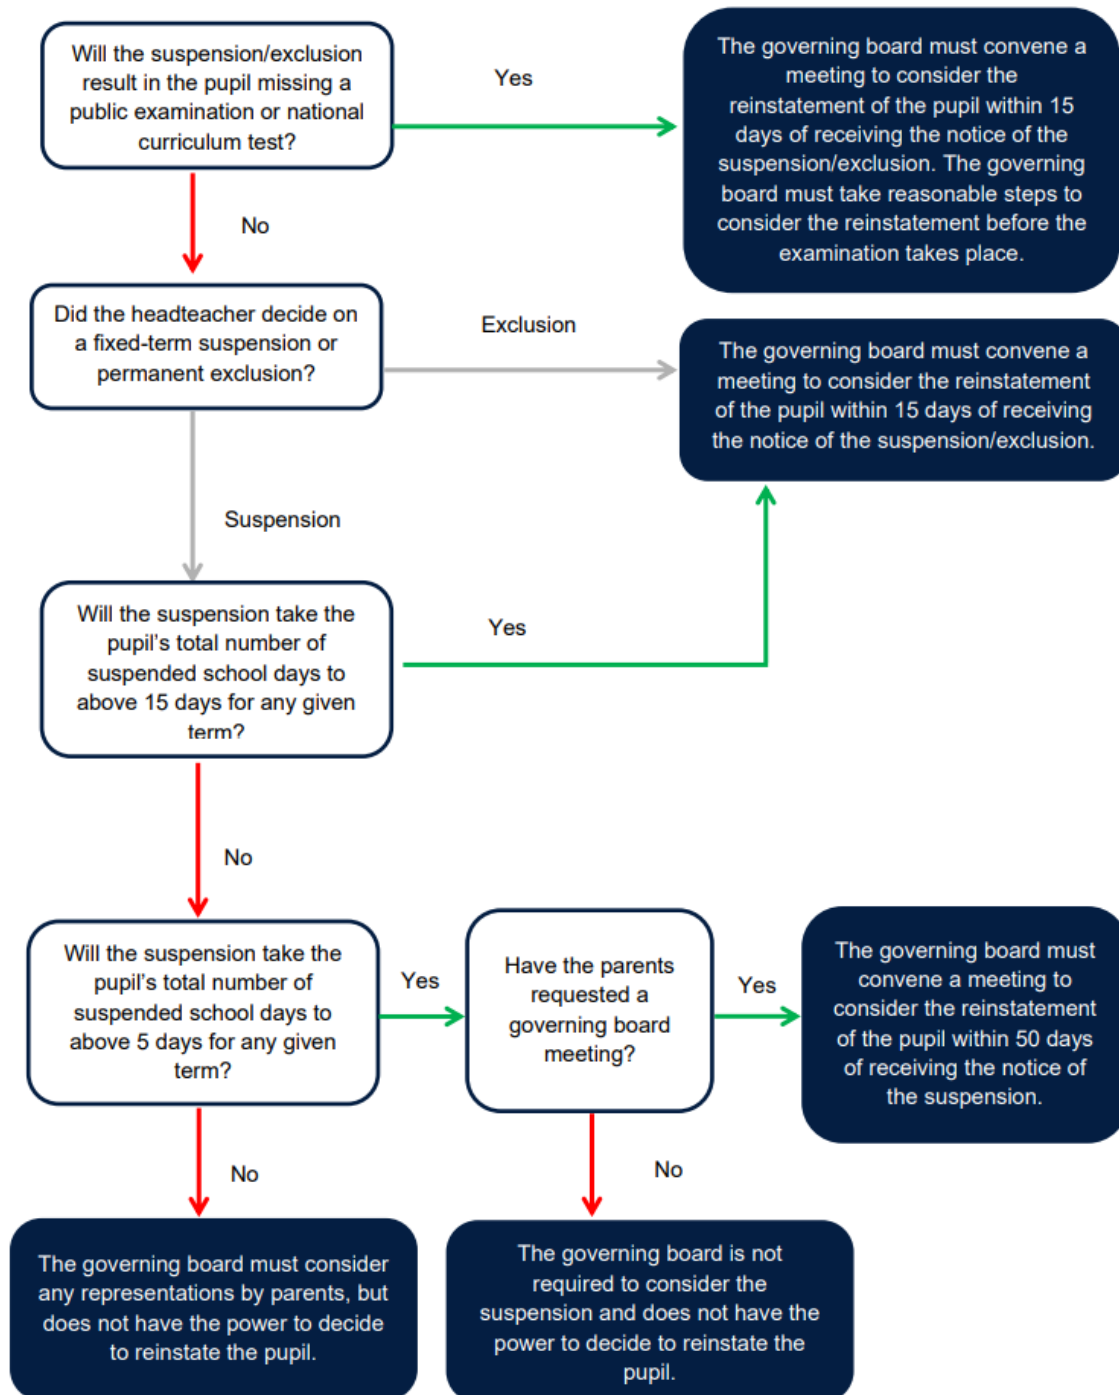 Will the suspension/exclusion
result in the pupil missing a
public examination or national
curriculum test?
Yes
The governing board must convene a
meeting to consider the
reinstatement of the pupil within 15
days of receiving the notice of the
suspension/exclusion. The governing
board must take reasonable steps to
consider the reinstatement before the
examination takes place.
No
Did the headteacher decide on
a fixed-term suspension or
permanent exclusion?
Exclusion
The governing board must convene a
meeting to consider the reinstatement
of the pupil within 15 days of receiving
the notice of the suspension/exclusion.
Suspension
Will the suspension take the
pupil’s total number of
suspended school days to
above 15 days for any given
term?
Yes
No
Will the suspension take the
pupil’s total number of
suspended school days to
above 5 days for any given
term?
Yes
Have the parents
requested a
governing board
meeting?
Yes
The governing board must
convene a meeting to
consider the reinstatement
of the pupil within 50 days
of receiving the notice of
the suspension.
No
No
The governing board must consider
any representations by parents, but
does not have the power to decide
to reinstate the pupil.
The governing board is not
required to consider the
suspension and does not have the
power to decide to reinstate the
pupil.